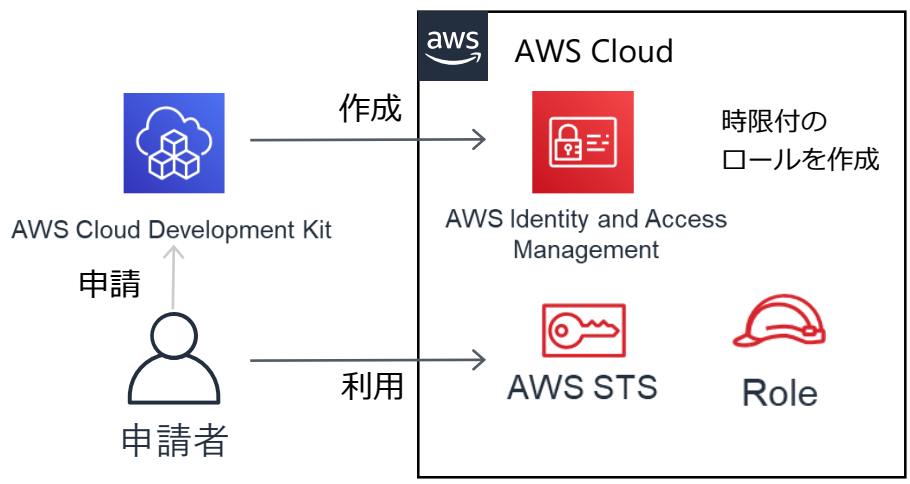 aws
AWS Cloud
作成
時限付の
ロールを作成
AWS Cloud Development Kit
AWS Identity and Access
Management
申請
利用
AWS STS
Role
申請者